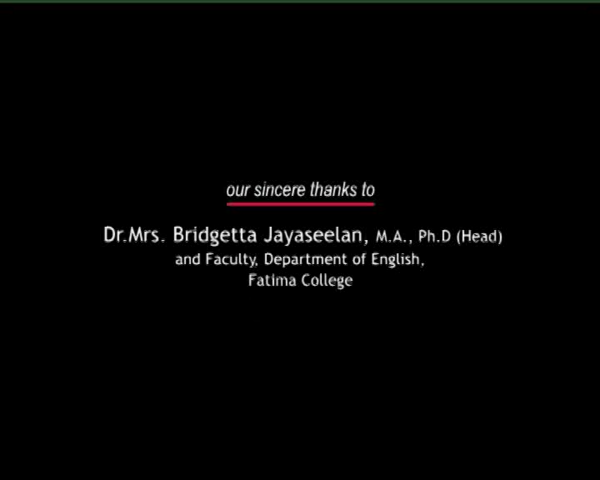 our sincere thanks to
Dr.Mrs. Bridgetta Jayaseelan, M.A., Ph.D (Head)
and Faculty, Department of English,
Fatima College